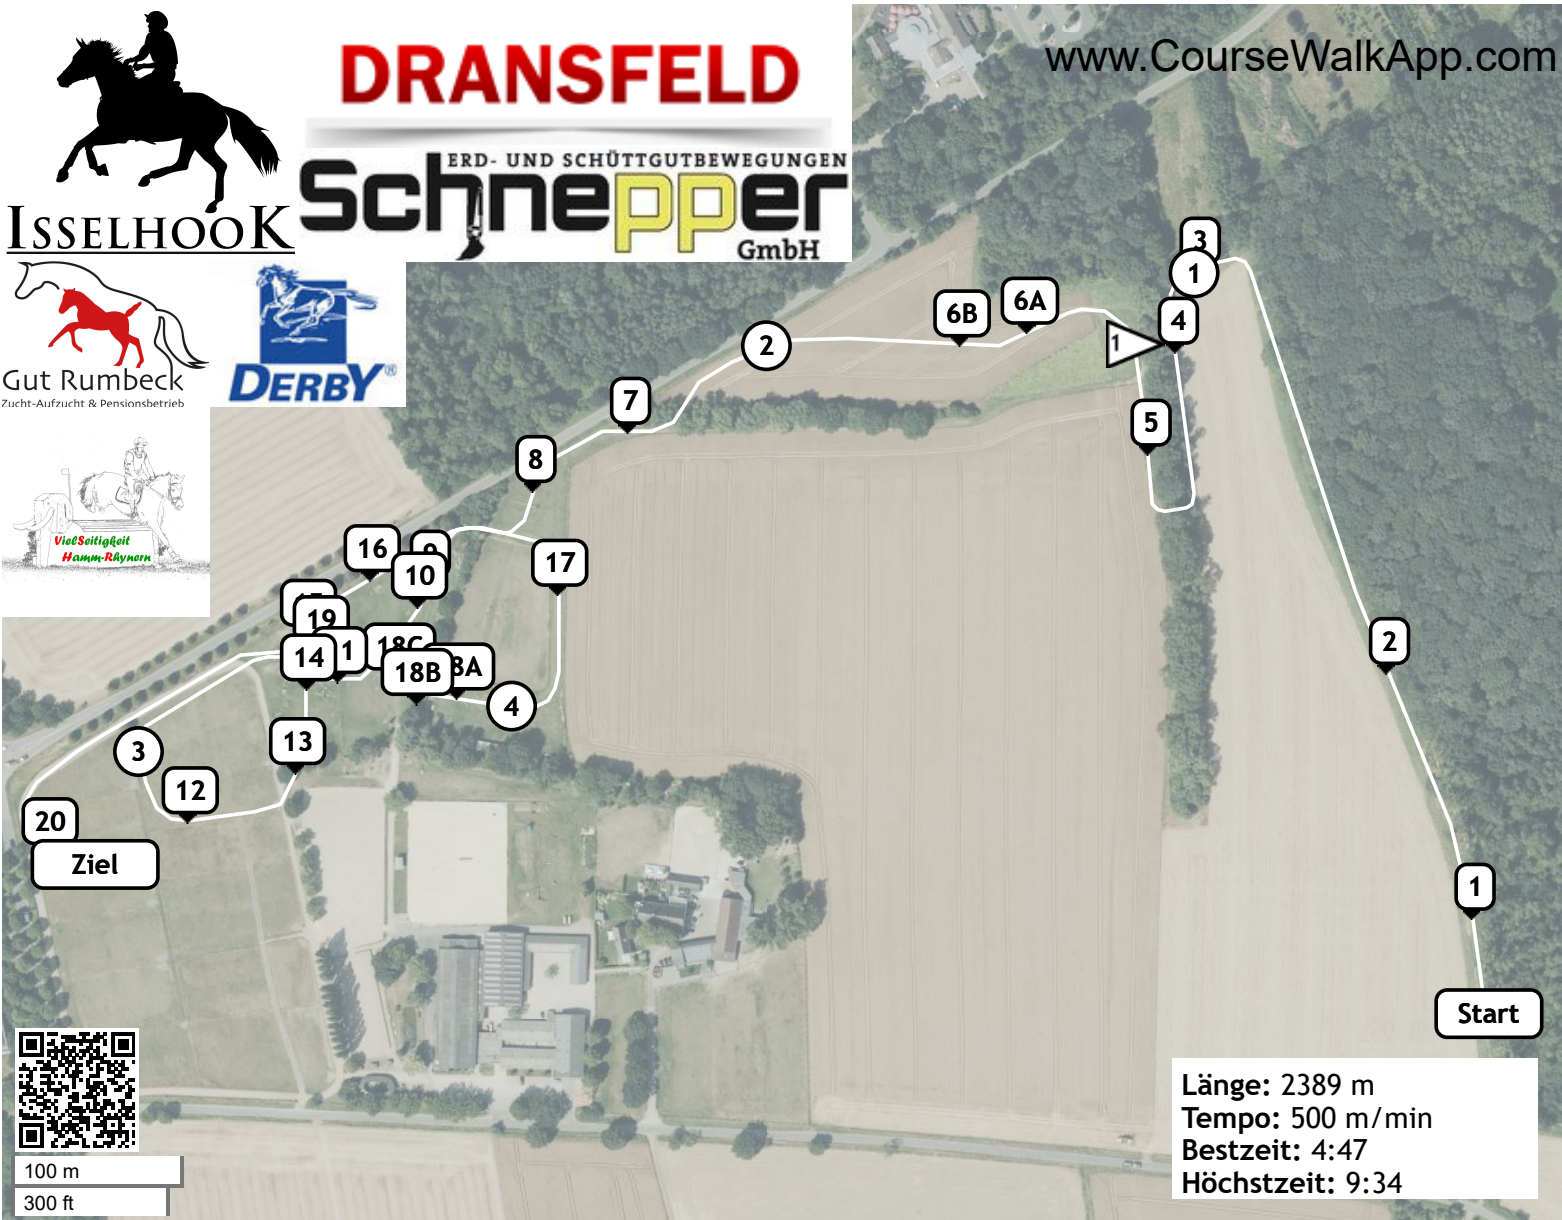 www.CourseWalkApp.com
DRANSFELD
ERD- UND SCHÜTTGUTBEWEGUNGEN
Schnepper
GmbH
ISSELHOOK
Gut Rumbeck
Zucht-Aufzucht & Pensionsbetrieb
DERBY®
VielSeitigkeit
Hamm-Rhynern
3
1
4
1
5
6A
6B
2
7
8
16
10
17
19
14
18B
4
13
3
12
20
Ziel
2
1
Start
Länge: 2389 m
Tempo: 500 m/min
Bestzeit: 4:47
Höchstzeit: 9:34
100 m
300 ft